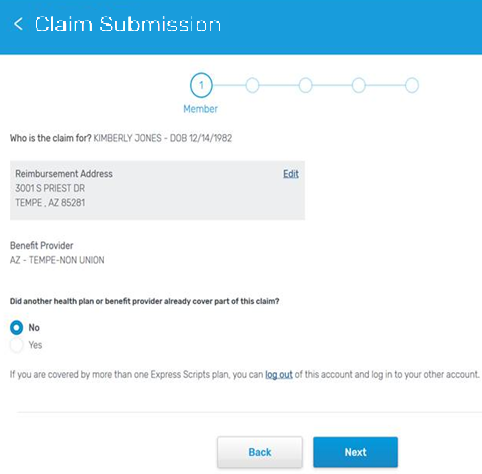 Claim Submission
1
Member
Who is the claim for? KIMBERLY JONES - DOB 12/14/1982
Reimbursement Address Edit
3001 S PRIEST DR
TEMPE , AZ 85281
Benefit Provider
AZ - TEMPE-NON UNION
Did another health plan or benefit provider already cover part of this claim?
No
Yes
If you are covered by more than one Express Scripts plan, you can log out of this account and log in to your other account.
Back Next